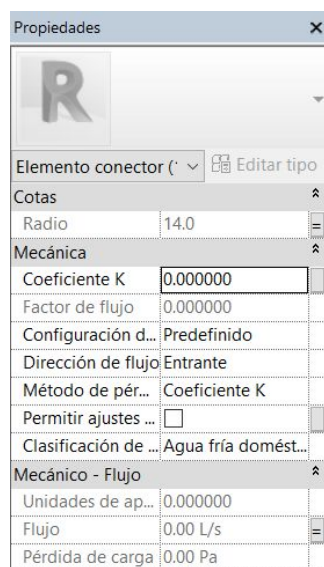 Propiedades
Elemento conector (1 Editar tipo
Cotas
Radio 14.0 =
Mecánica
Coeficiente K 0.000000
Factor de flujo 0.000000
Configuración d... Predefinido
Dirección de flujo Entrante
Método de pér... Coeficiente K
Permitir ajustes ...
Clasificación de ... Agua fría domést...
Mecánico - Flujo
Unidades de ap... 0.000000
Flujo 0.00 L/s =
Pérdida de carga 0.00 Pa